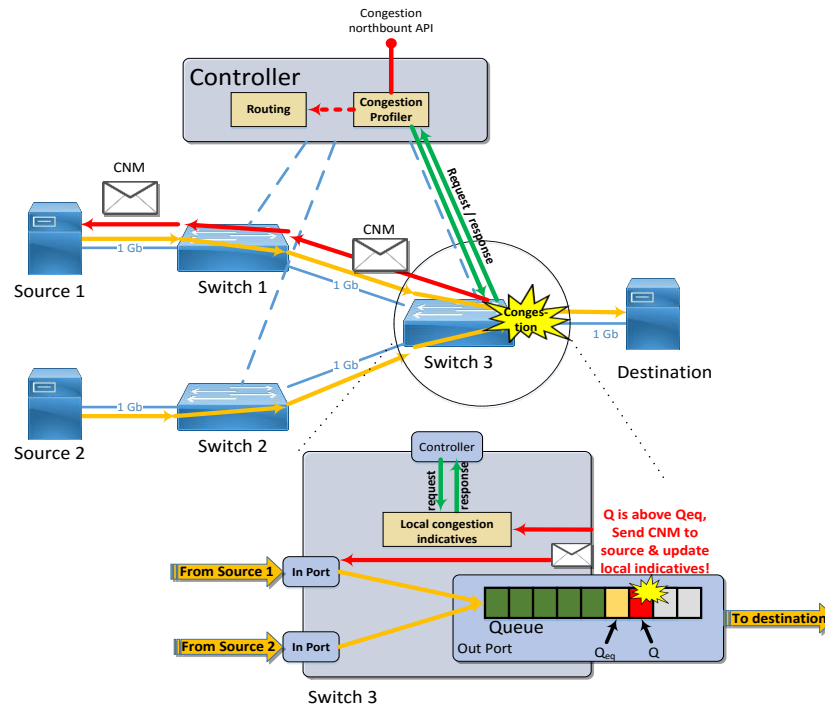 Congestion
northbount API
Controller
Routing
Congestion
Profiler
CNM
Request / response
CNM
1 Gb
Source 1
Switch 1
1 Gb
Conges-
tion
1 Gb
Switch 3
Destination
1 Gb
1 Gb
Source 2
Switch 2
Controller
request
response
Local congestion
indicatives
Q is above Qeq,
Send CNM to
source & update
local indicatives!
From Source 1
In Port
Queue
To destination
From Source 2
In Port
Out Port
Qeq
Q
Switch 3